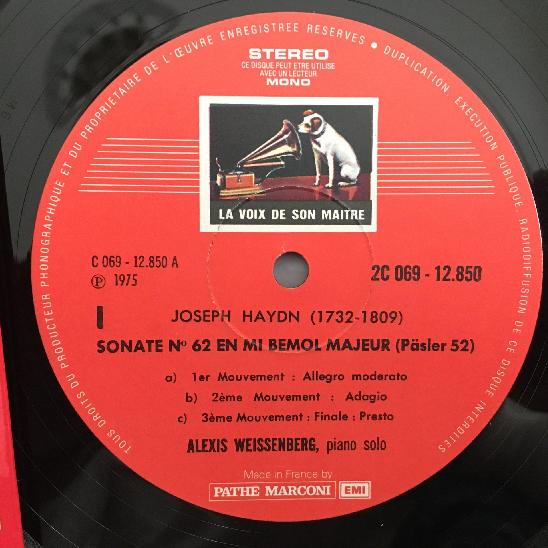 TOUS DROITS DU PRODUCTEUR PHONOGRAPHIQUE ET DU PROPRIETAIRE DE L'ŒUVRE ENREGISTREE RESERVES • DUPLICATION, EXECUTION PUBLIQUE, RADIODIFFUSION DE CE DISQUE INTERDITES
STEREO
CE DISQUE PEUT ETRE UTILISE
AVEC UN LECTEUR
MONO
LA VOIX DE SON MAITRE
C 069 - 12.850 A
2C 069 - 12.850
Ⓟ 1975
I JOSEPH HAYDN (1732-1809)
SONATE No 62 EN MI BEMOL MAJEUR (Päsler 52)
a) 1er Mouvement : Allegro moderato
b) 2ème Mouvement : Adagio
c) 3ème Mouvement : Finale : Presto
ALEXIS WEISSENBERG, piano solo
Made in France by
PATHE MARCONI EMI